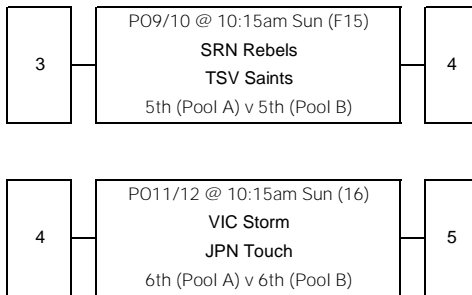 PO9/10 @ 10:15am Sun (F15)
SRN Rebels
3
4
TSV Saints
5th (Pool A) v 5th (Pool B)
PO11/12 @ 10:15am Sun (16)
VIC Storm
4
5
JPN Touch
6th (Pool A) v 6th (Pool B)